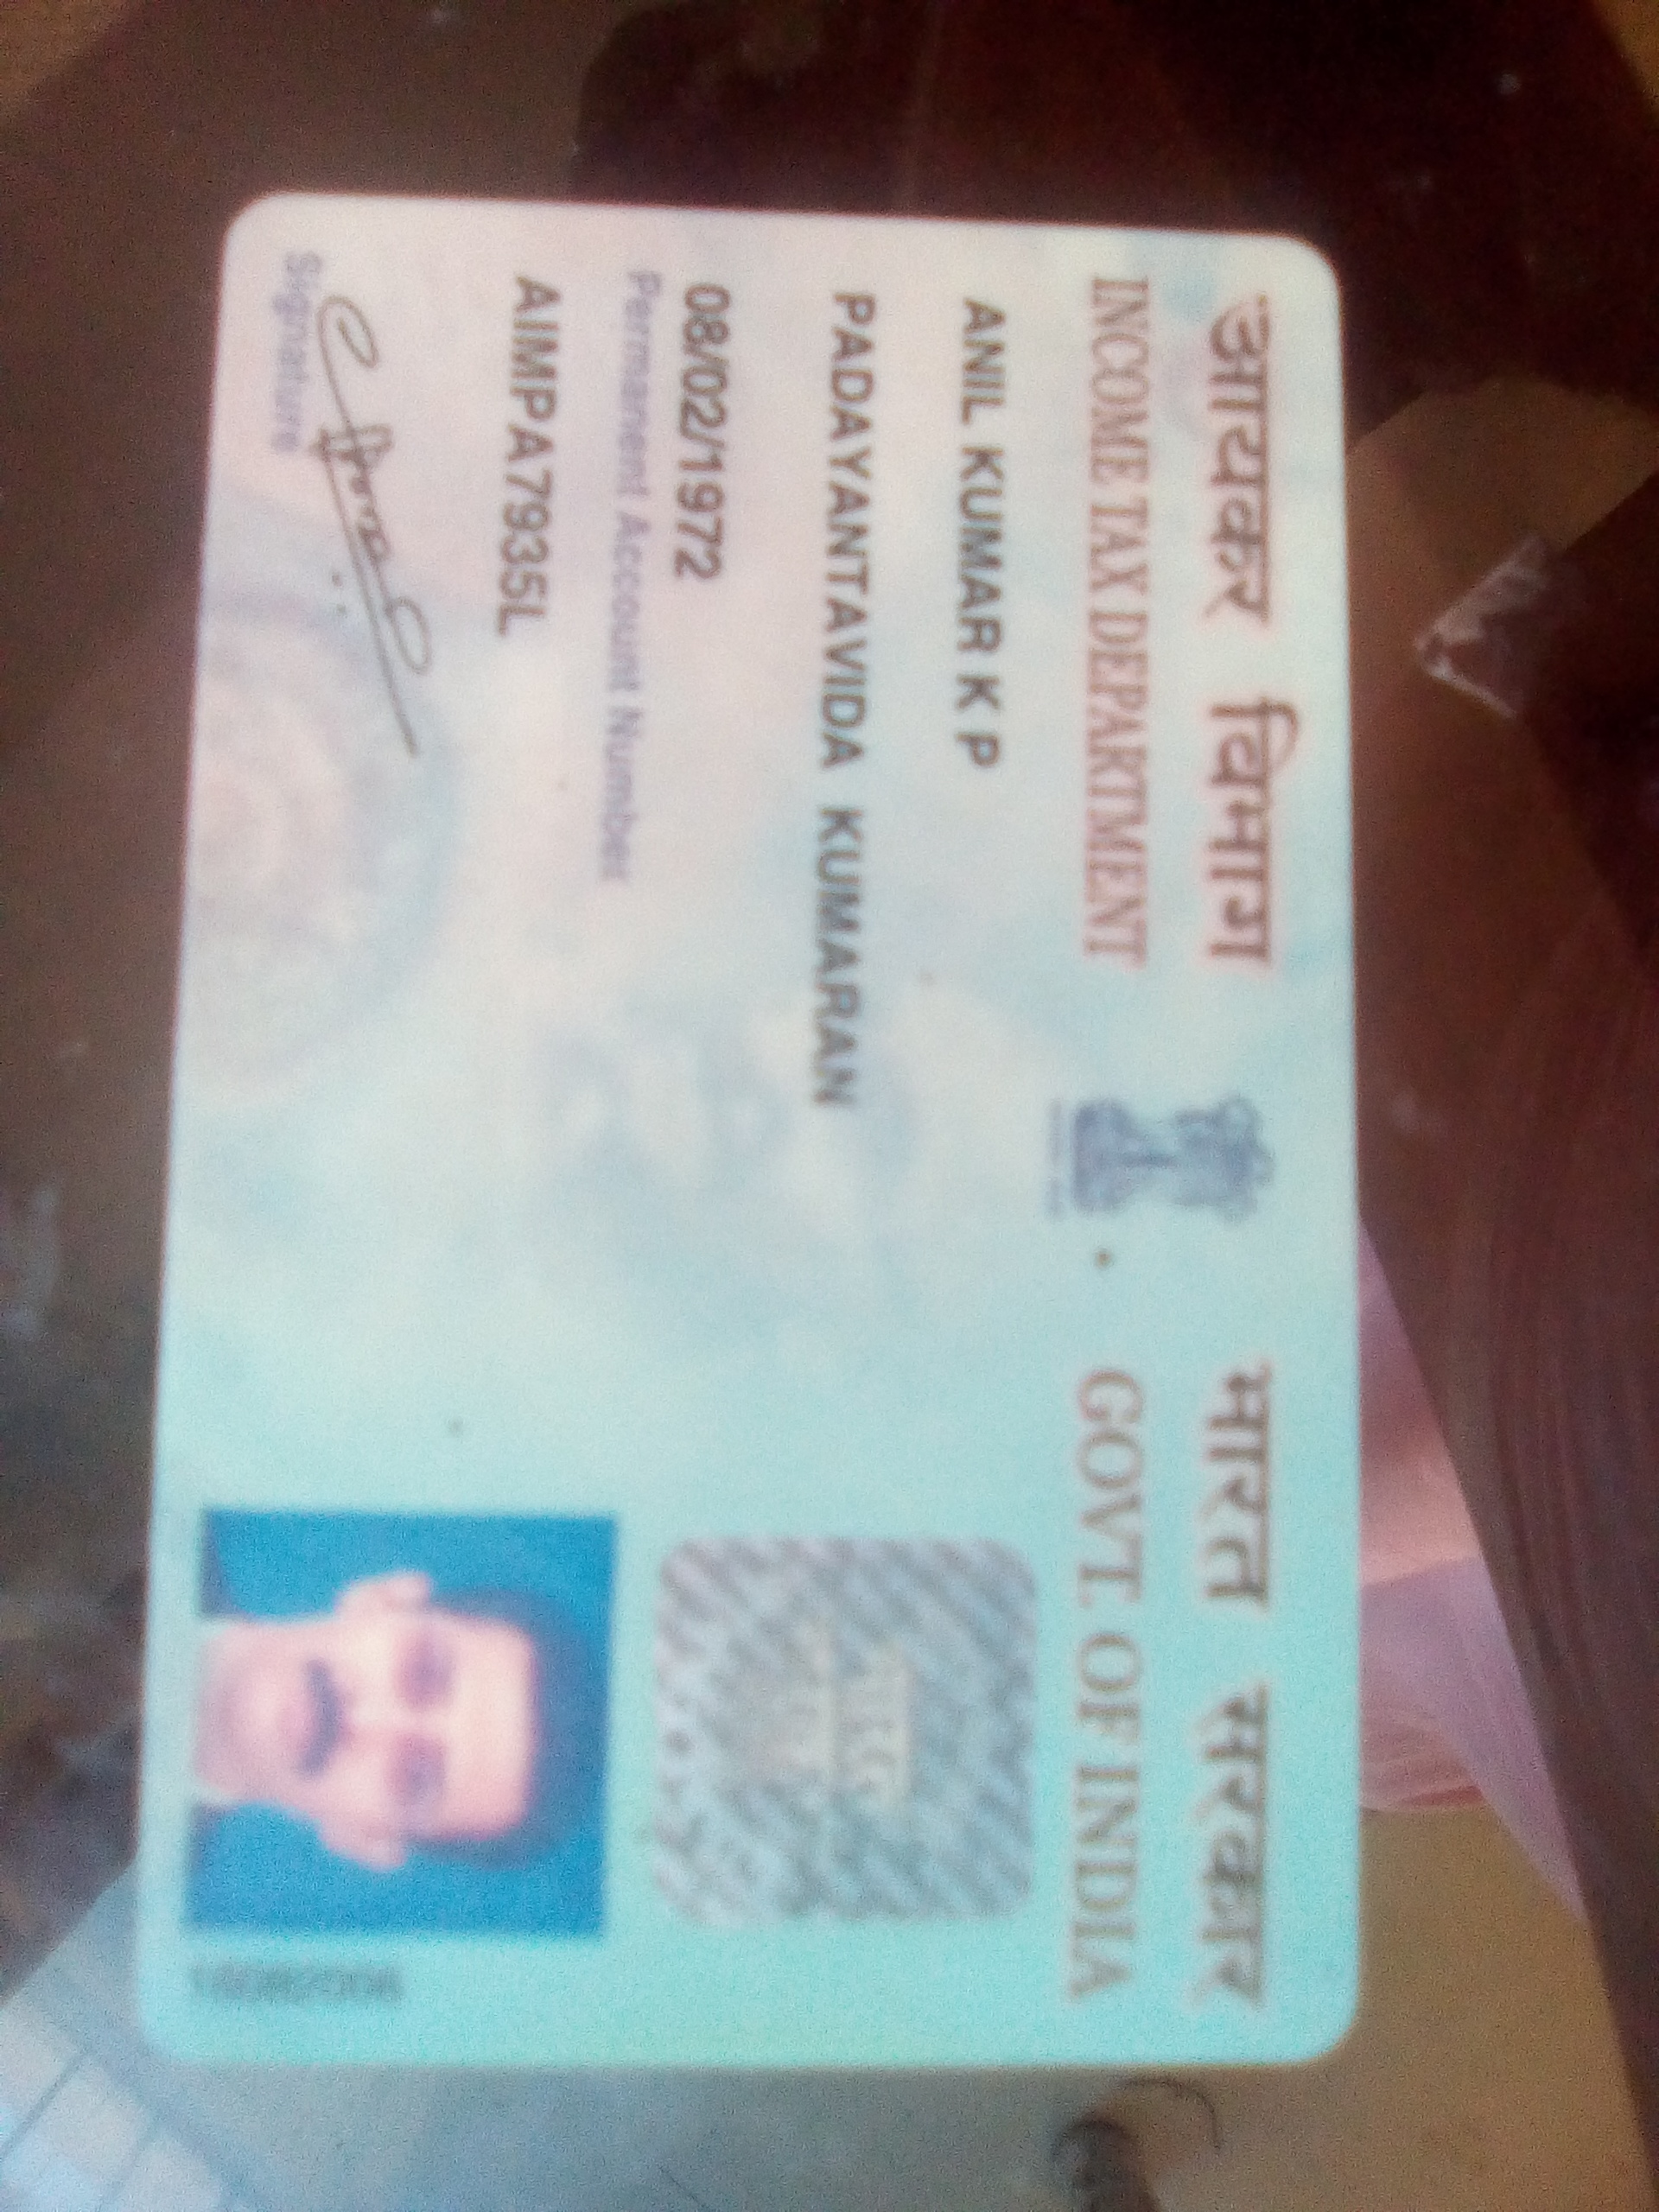 आयकर विभाग भारत सरकार
INCOME TAX DEPARTMENT GOVT. OF INDIA
ANIL KUMAR K P
PADAYANTAVIDA KUMARAN
08/02/1972
Permanent Account Number
AIMPA7935L
Signature